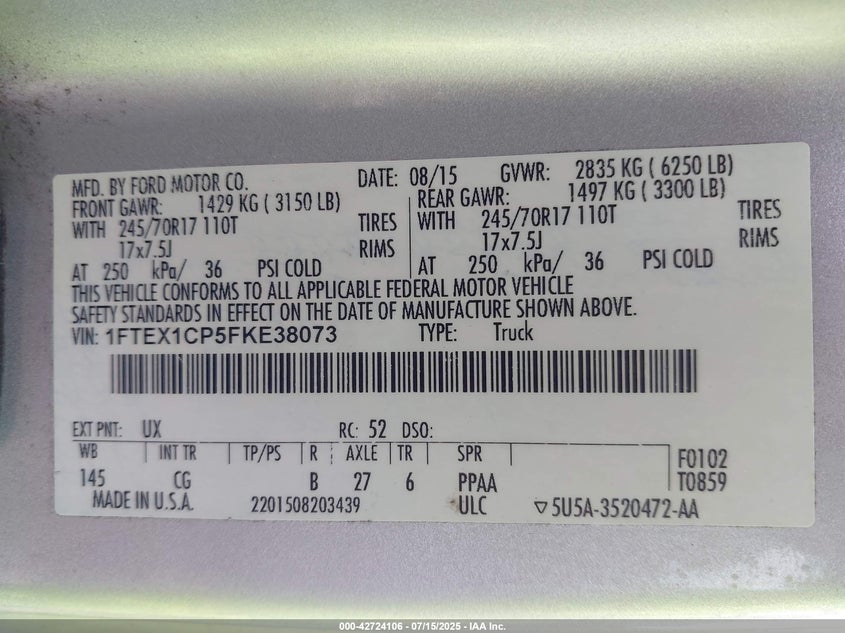 MFD. BY FORD MOTOR CO. DATE: 08/15 GVWR: 2835 KG ( 6250 LB)
FRONT GAWR: 1429 KG ( 3150 LB) REAR GAWR: 1497 KG ( 3300 LB)
WITH 245/70R17 110T TIRES WITH 245/70R17 110T TIRES
17x7.5J RIMS 17x7.5J RIMS
AT 250 kPa/ 36 PSI COLD AT 250 kPa/ 36 PSI COLD
THIS VEHICLE CONFORMS TO ALL APPLICABLE FEDERAL MOTOR VEHICLE
SAFETY STANDARDS IN EFFECT ON THE DATE OF MANUFACTURE SHOWN ABOVE.
VIN: 1FTEX1CP5FKE38073 TYPE: Truck
EXT PNT: UX RC: 52 DSO:
WB INT TR TP/PS R AXLE TR SPR F0102
145 CG B 27 6 PPAA T0859
MADE IN U.S.A. 2201508203439 ULC ▽5U5A-3520472-AA
000-42724106 - 07/15/2025 - IAA Inc.